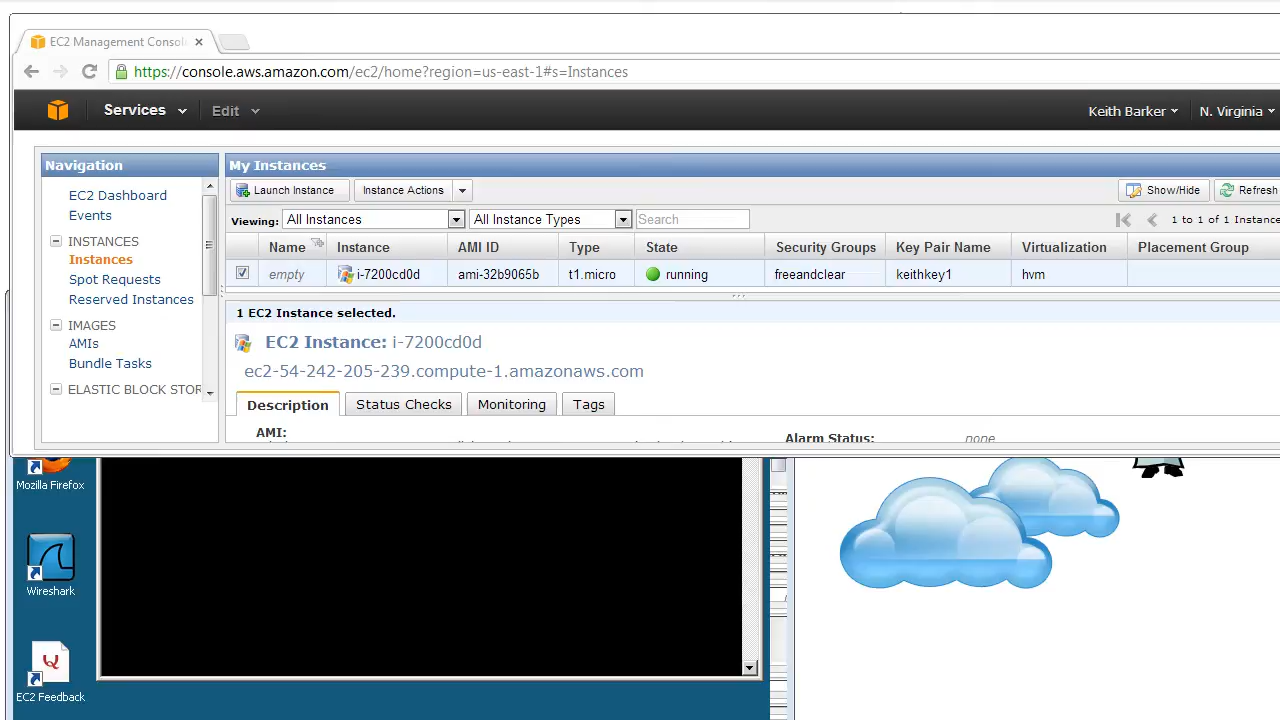 EC2 Management Consol
https://console.aws.amazon.com/ec2/home?region=us-east-1#s=Instances
Services Edit Keith Barker N. Virginia
Navigation
EC2 Dashboard
Events
INSTANCES
Instances
Spot Requests
Reserved Instances
IMAGES
AMIs
Bundle Tasks
ELASTIC BLOCK STOR
My Instances
Launch Instance Instance Actions Show/Hide Refresh
Viewing: All Instances All Instance Types Search 1 to 1 of 1 Instance
Name Instance AMI ID Type State Security Groups Key Pair Name Virtualization Placement Group
empty i-7200cd0d ami-32b9065b t1.micro running freeandclear keithkey1 hvm
1 EC2 Instance selected.
EC2 Instance: i-7200cd0d
ec2-54-242-205-239.compute-1.amazonaws.com
Description Status Checks Monitoring Tags
AMI:
Alarm Status: none
Mozilla Firefox
Wireshark
EC2 Feedback